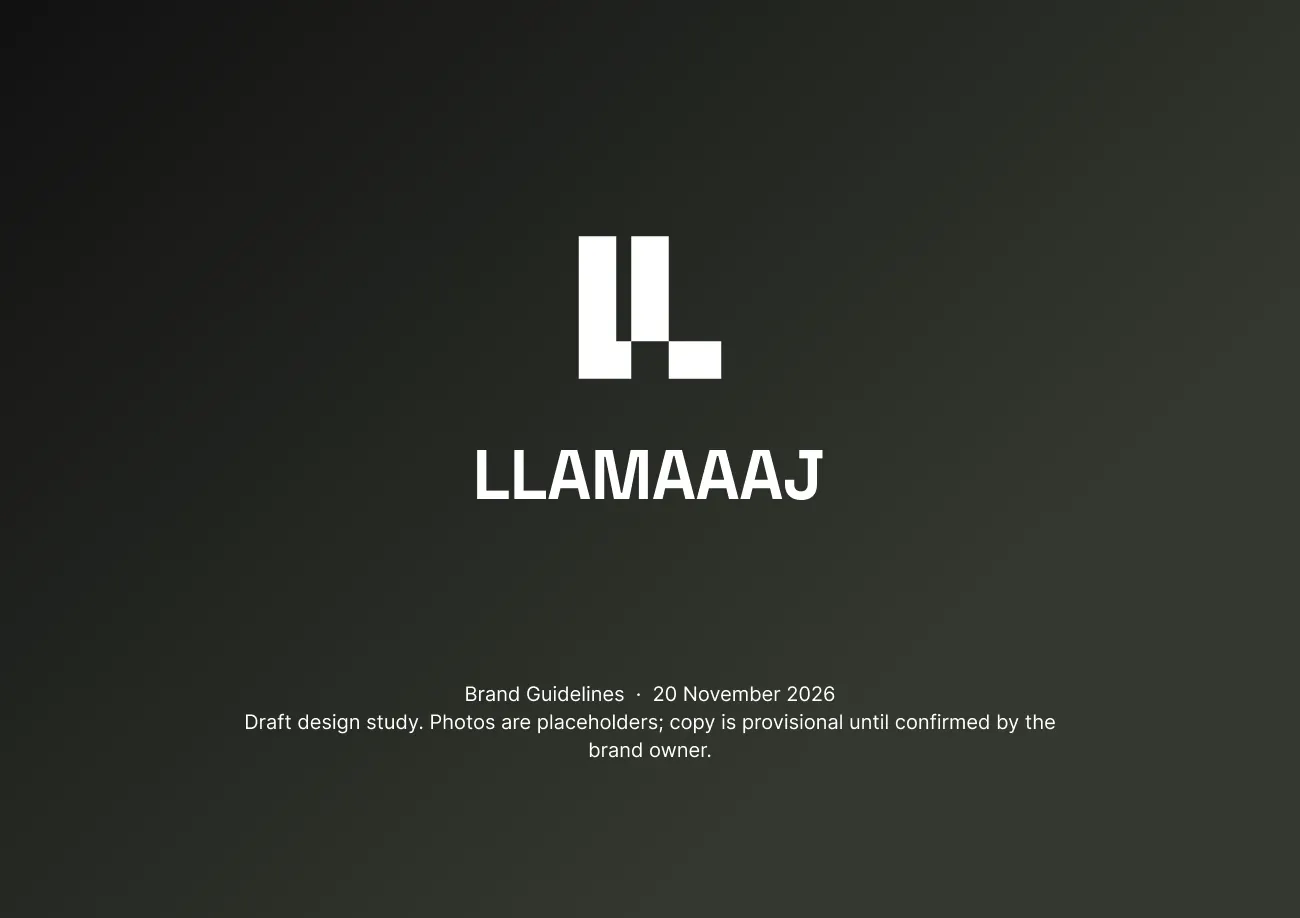 LL
LLAMAAAJ
Brand Guidelines · 20 November 2026
Draft design study. Photos are placeholders; copy is provisional until confirmed by the
brand owner.